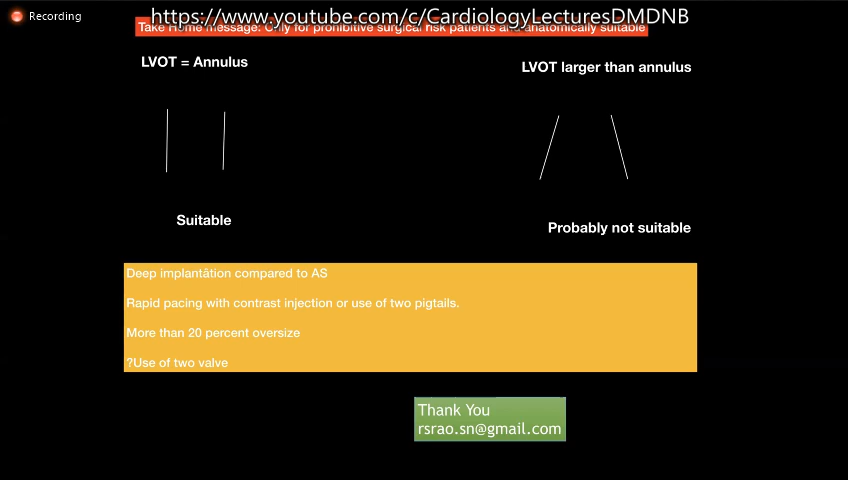 Recording
https://www.youtube.com/c/CardiologyLecturesDMDNB
Take Home message: Only for prohibitive surgical risk patients and anatomically suitable
LVOT = Annulus
LVOT larger than annulus
Suitable
Probably not suitable
Deep implantation compared to AS
Rapid pacing with contrast injection or use of two pigtails.
More than 20 percent oversize
?Use of two valve
Thank You
rsrao.sn@gmail.com